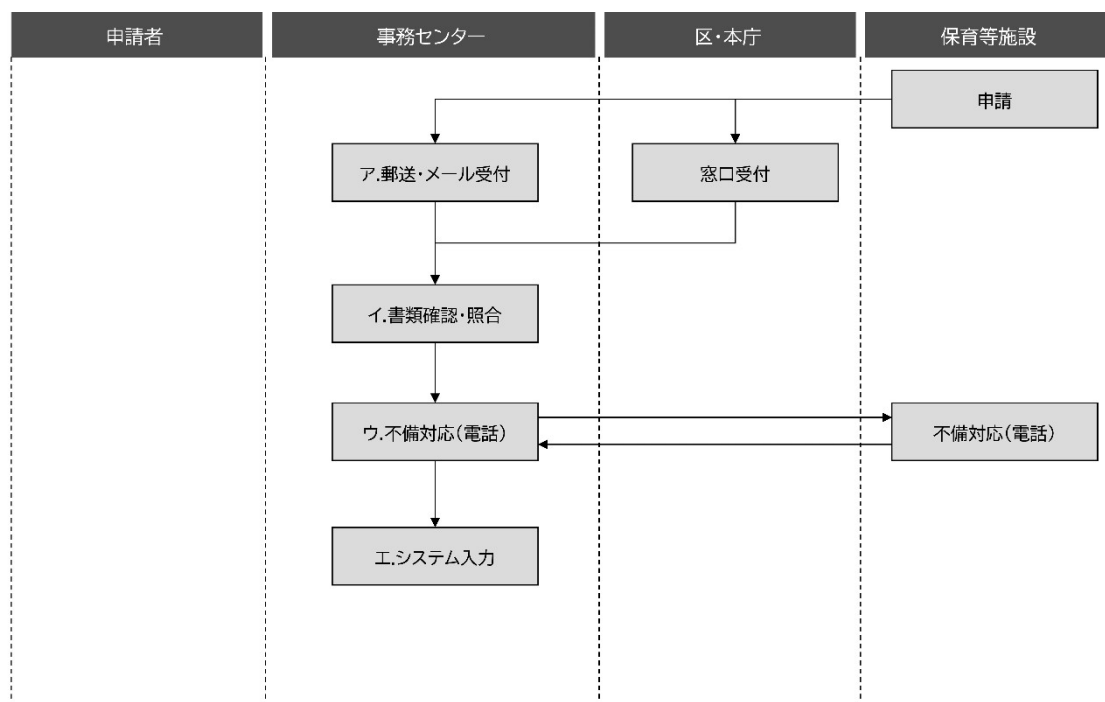 申請者
事務センター
区・本庁
保育等施設
申請
ア.郵送・メール受付
窓口受付
イ.書類確認・照合
ウ.不備対応(電話)
不備対応(電話)
エ.システム入力